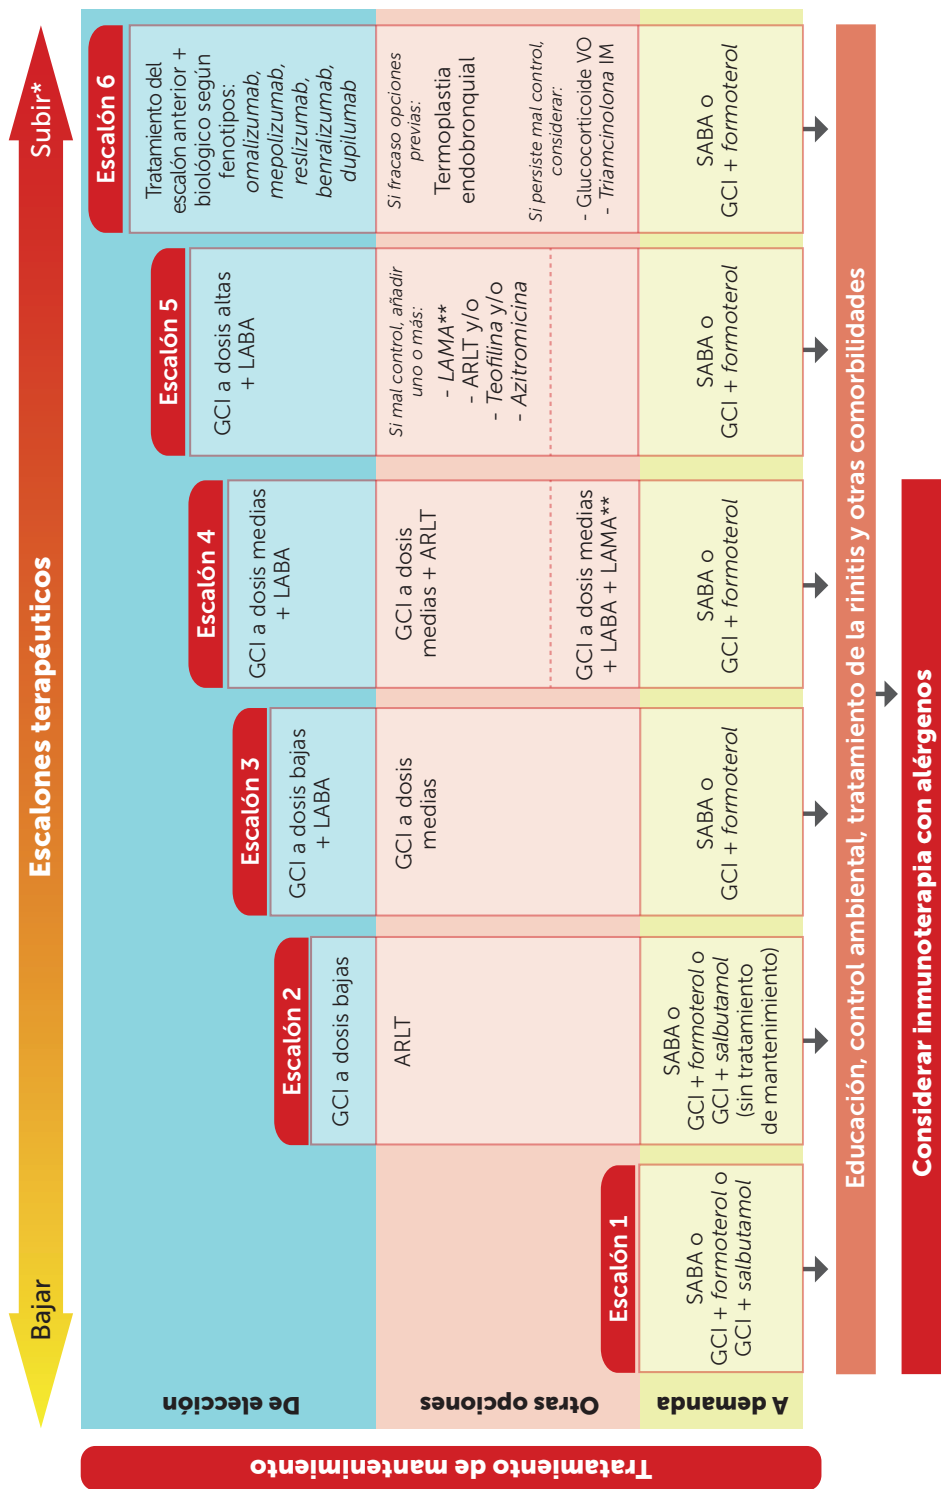 Escalones terapéuticos
Bajar
Subir*
Tratamiento de mantenimiento
De elección
Otras opciones
A demanda
Escalón 1
SABA o
GCI + formoterol o
GCI + salbutamol
Escalón 2
GCI a dosis bajas
ARLT
SABA o
GCI + formoterol o
GCI + salbutamol
(sin tratamiento
de mantenimiento)
Escalón 3
GCI a dosis bajas
+ LABA
GCI a dosis
medias
SABA o
GCI + formoterol
Escalón 4
GCI a dosis medias
+ LABA
GCI a dosis
medias + ARLT
GCI a dosis medias
+ LABA + LAMA**
SABA o
GCI + formoterol
Escalón 5
GCI a dosis altas
+ LABA
Si mal control, añadir
uno o más:
- LAMA**
- ARLT y/o
- Teofilina y/o
- Azitromicina
SABA o
GCI + formoterol
Escalón 6
Tratamiento del
escalón anterior +
biológico según
fenotipos:
omalizumab,
mepolizumab,
reslizumab,
benralizumab,
dupilumab
Si fracaso opciones
previas:
Termoplastia
endobronquial
Si persiste mal control,
considerar:
- Glucocorticoide VO
- Triamcinolona IM
SABA o
GCI + formoterol
Educación, control ambiental, tratamiento de la rinitis y otras comorbilidades
Considerar inmunoterapia con alérgenos